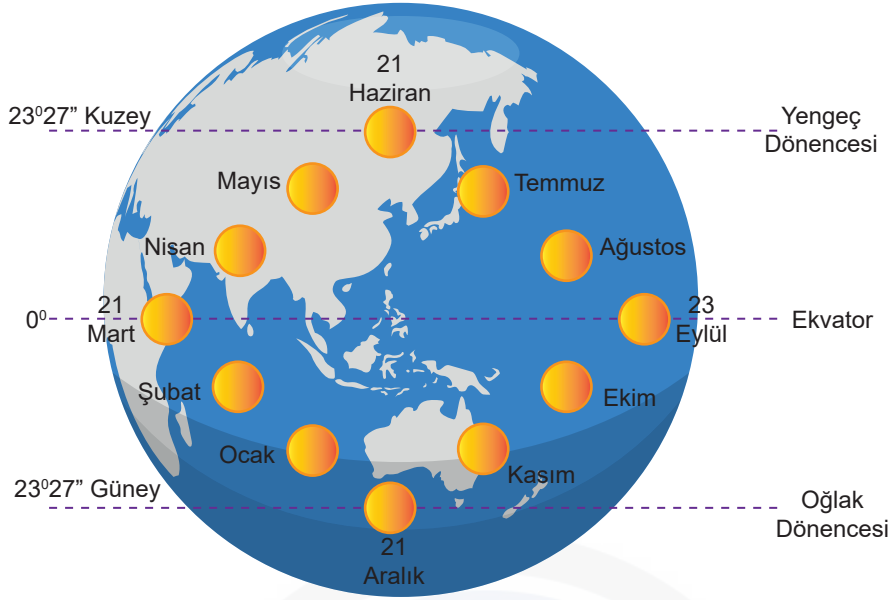 21
Haziran
23⁰27” Kuzey
Yengeç
Dönencesi
Mayıs
Temmuz
Nisan
Ağustos
21
Mart
0⁰
23
Eylül
Ekvator
Şubat
Ekim
Ocak
Kasım
23⁰27” Güney
Oğlak
Dönencesi
21
Aralık